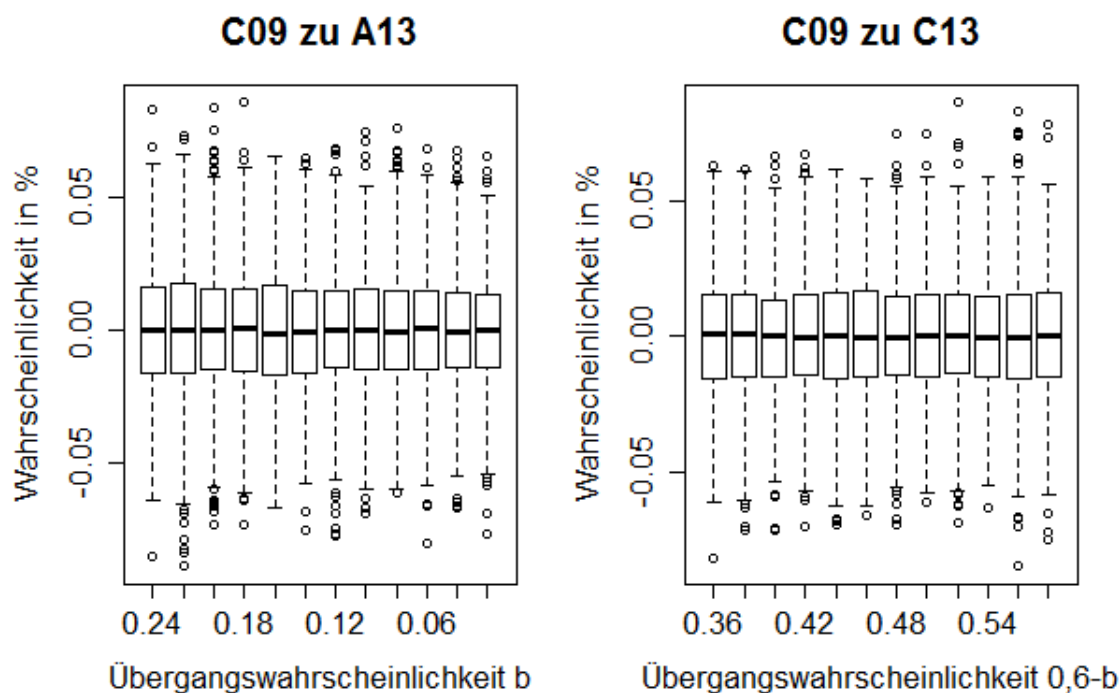 C09 zu A13
Wahrscheinlichkeit in %
0.05
0.00
-0.05
0.24 0.18 0.12 0.06
Übergangswahrscheinlichkeit b
C09 zu C13
Wahrscheinlichkeit in %
0.05
0.00
-0.05
0.36 0.42 0.48 0.54
Übergangswahrscheinlichkeit 0,6-b